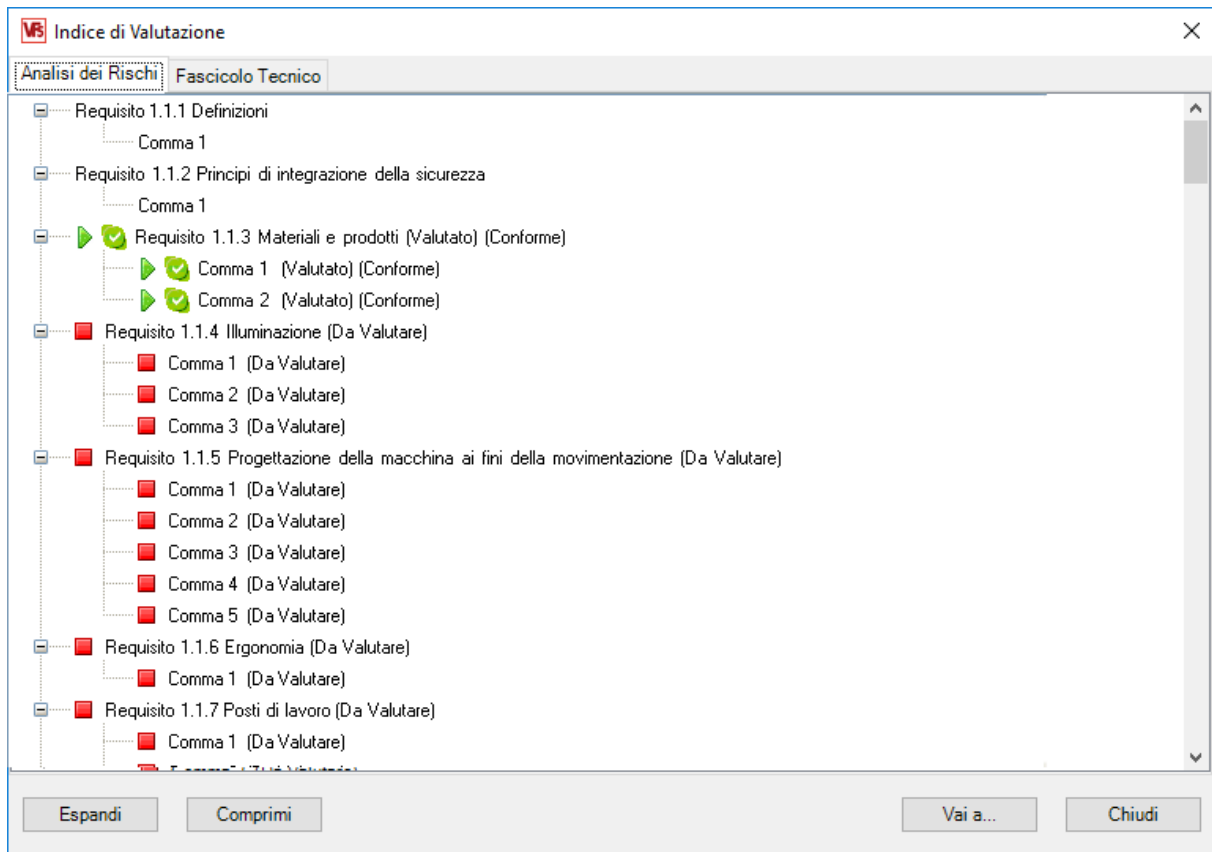 VFs Indice di Valutazione
Analisi dei Rischi Fascicolo Tecnico
Requisito 1.1.1 Definizioni
Comma 1
Requisito 1.1.2 Principi di integrazione della sicurezza
Comma 1
Requisito 1.1.3 Materiali e prodotti (Valutato) (Conforme)
Comma 1 (Valutato) (Conforme)
Comma 2 (Valutato) (Conforme)
Requisito 1.1.4 Illuminazione (Da Valutare)
Comma 1 (Da Valutare)
Comma 2 (Da Valutare)
Comma 3 (Da Valutare)
Requisito 1.1.5 Progettazione della macchina ai fini della movimentazione (Da Valutare)
Comma 1 (Da Valutare)
Comma 2 (Da Valutare)
Comma 3 (Da Valutare)
Comma 4 (Da Valutare)
Comma 5 (Da Valutare)
Requisito 1.1.6 Ergonomia (Da Valutare)
Comma 1 (Da Valutare)
Requisito 1.1.7 Posti di lavoro (Da Valutare)
Comma 1 (Da Valutare)
Espandi Comprimi Vai a... Chiudi